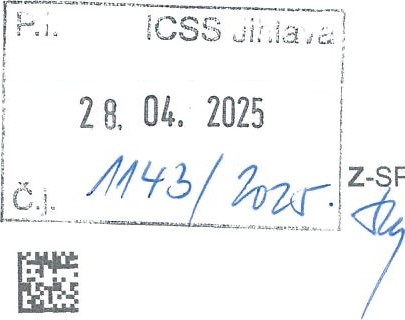 P.i. ICSS Jihlava
28. 04. 2025
Č.j. 1143/2025.
Z-SP